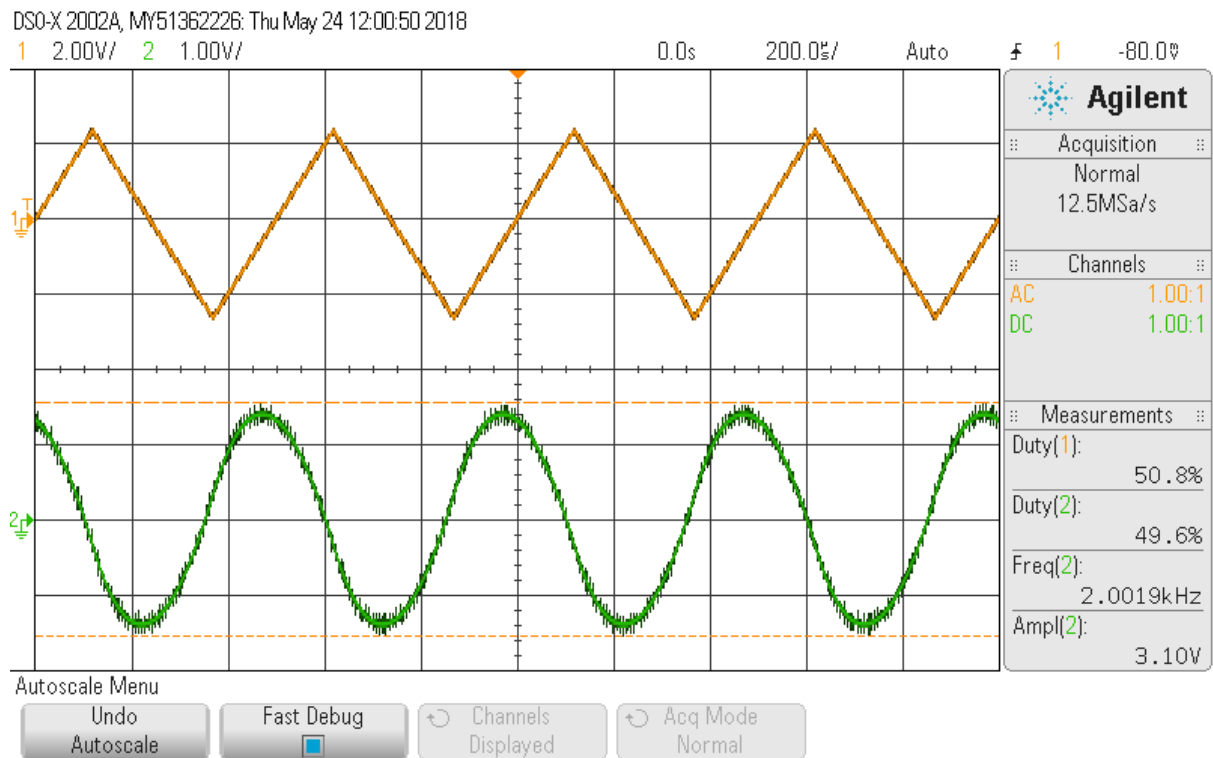 DSO-X 2002A, MY51362226: Thu May 24 12:00:50 2018
1 2.00V/ 2 1.00V/ 0.0s 200.0µs/ Auto 1 -80.0mV
Agilent
Acquisition
Normal
12.5MSa/s
Channels
AC 1.00:1
DC 1.00:1
Measurements
Duty(1):
50.8%
Duty(2):
49.6%
Freq(2):
2.0019kHz
Ampl(2):
3.10V
T
1
2
Autoscale Menu
Undo
Autoscale
Fast Debug
Channels
Displayed
Acq Mode
Normal